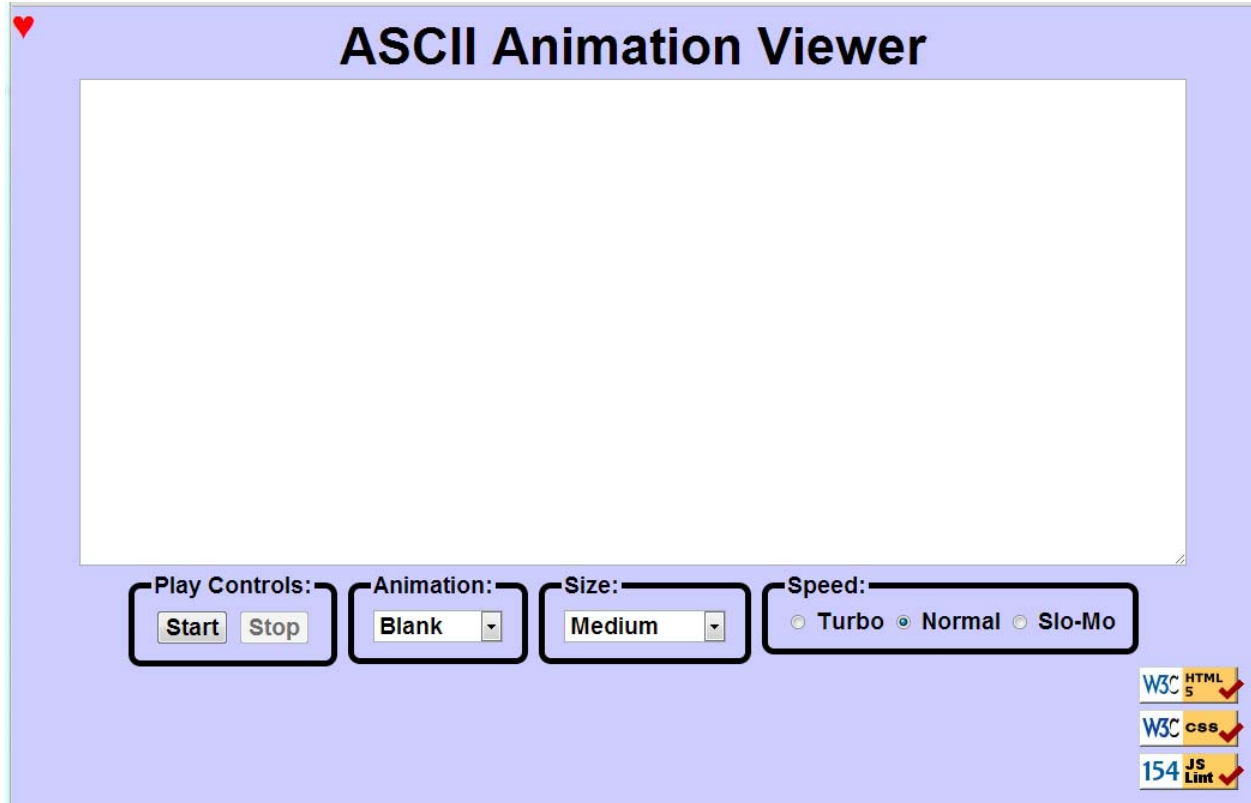 ASCII Animation Viewer
Play Controls:
Start Stop
Animation:
Blank
Size:
Medium
Speed:
Turbo Normal Slo-Mo
W3C HTML 5
W3C css
154 JS Lint